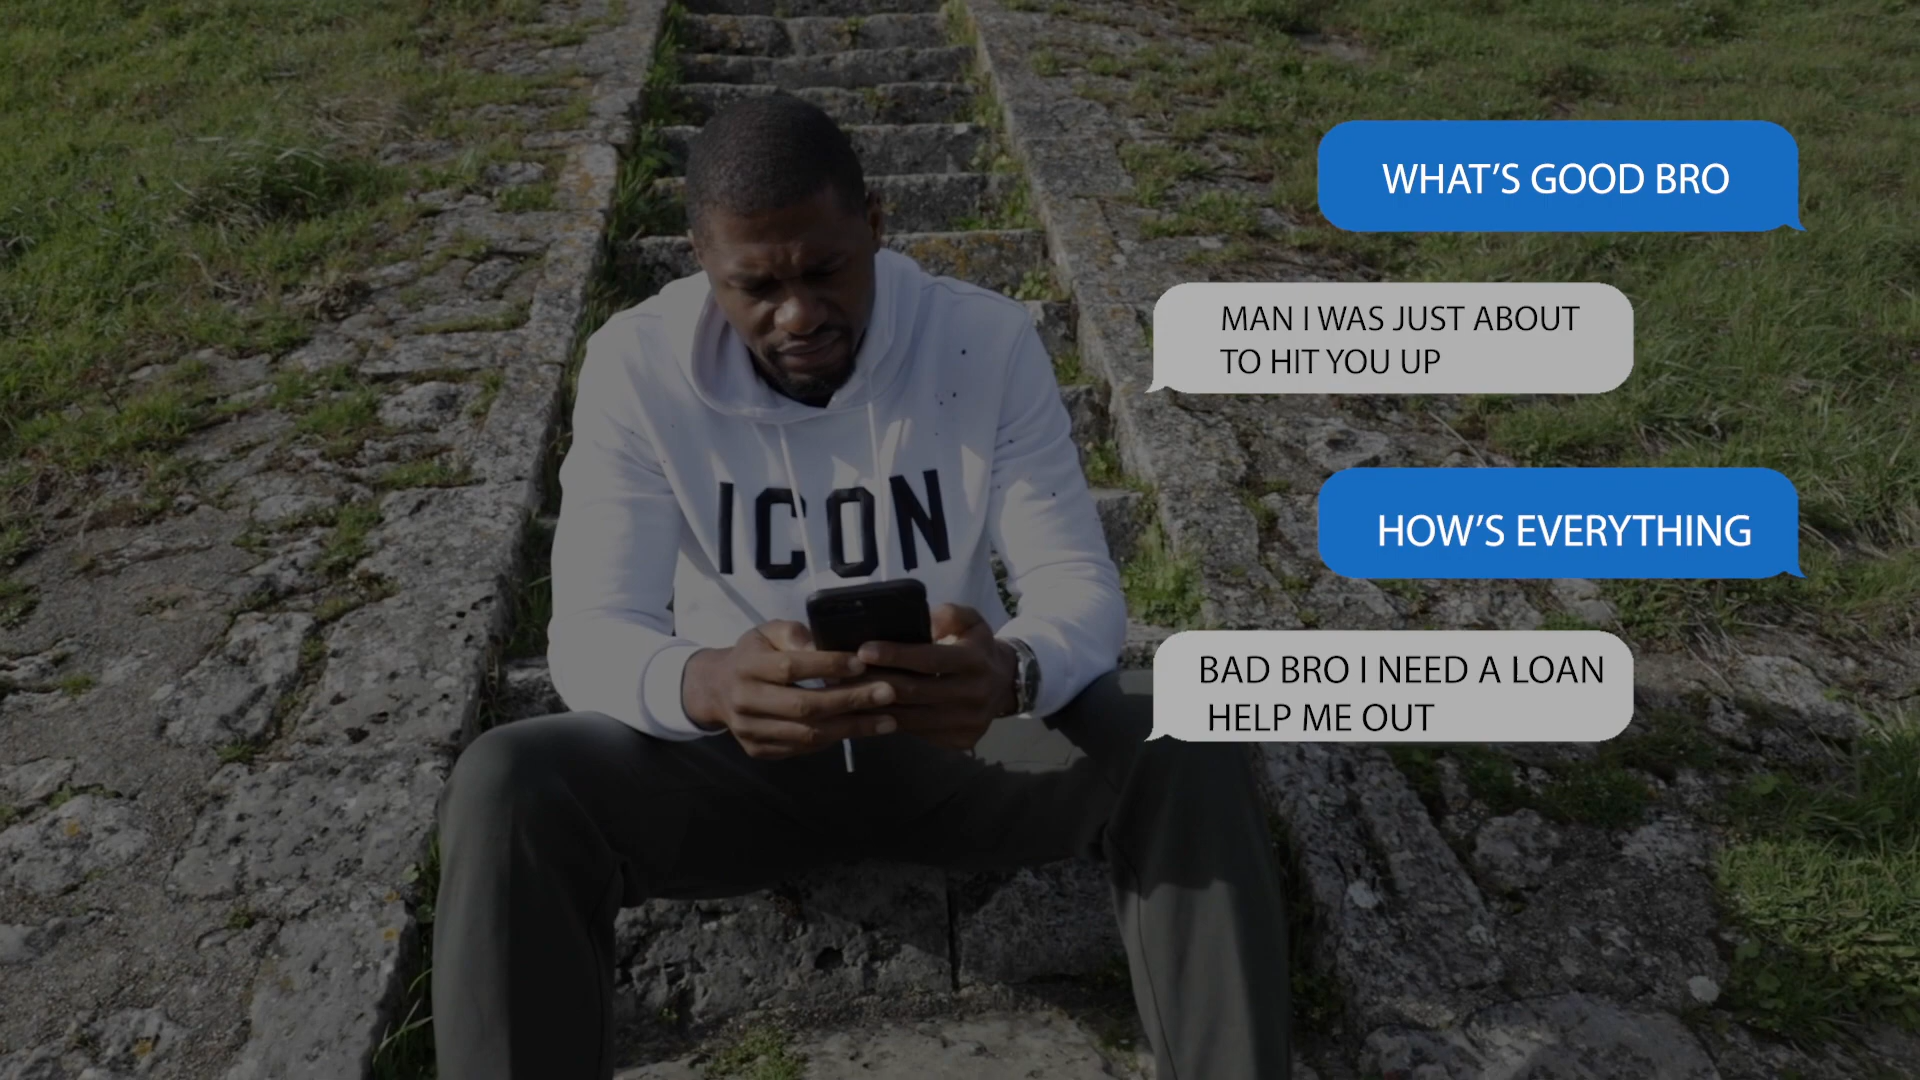 WHAT'S GOOD BRO
MAN I WAS JUST ABOUT
TO HIT YOU UP
ICON
HOW'S EVERYTHING
BAD BRO I NEED A LOAN
HELP ME OUT